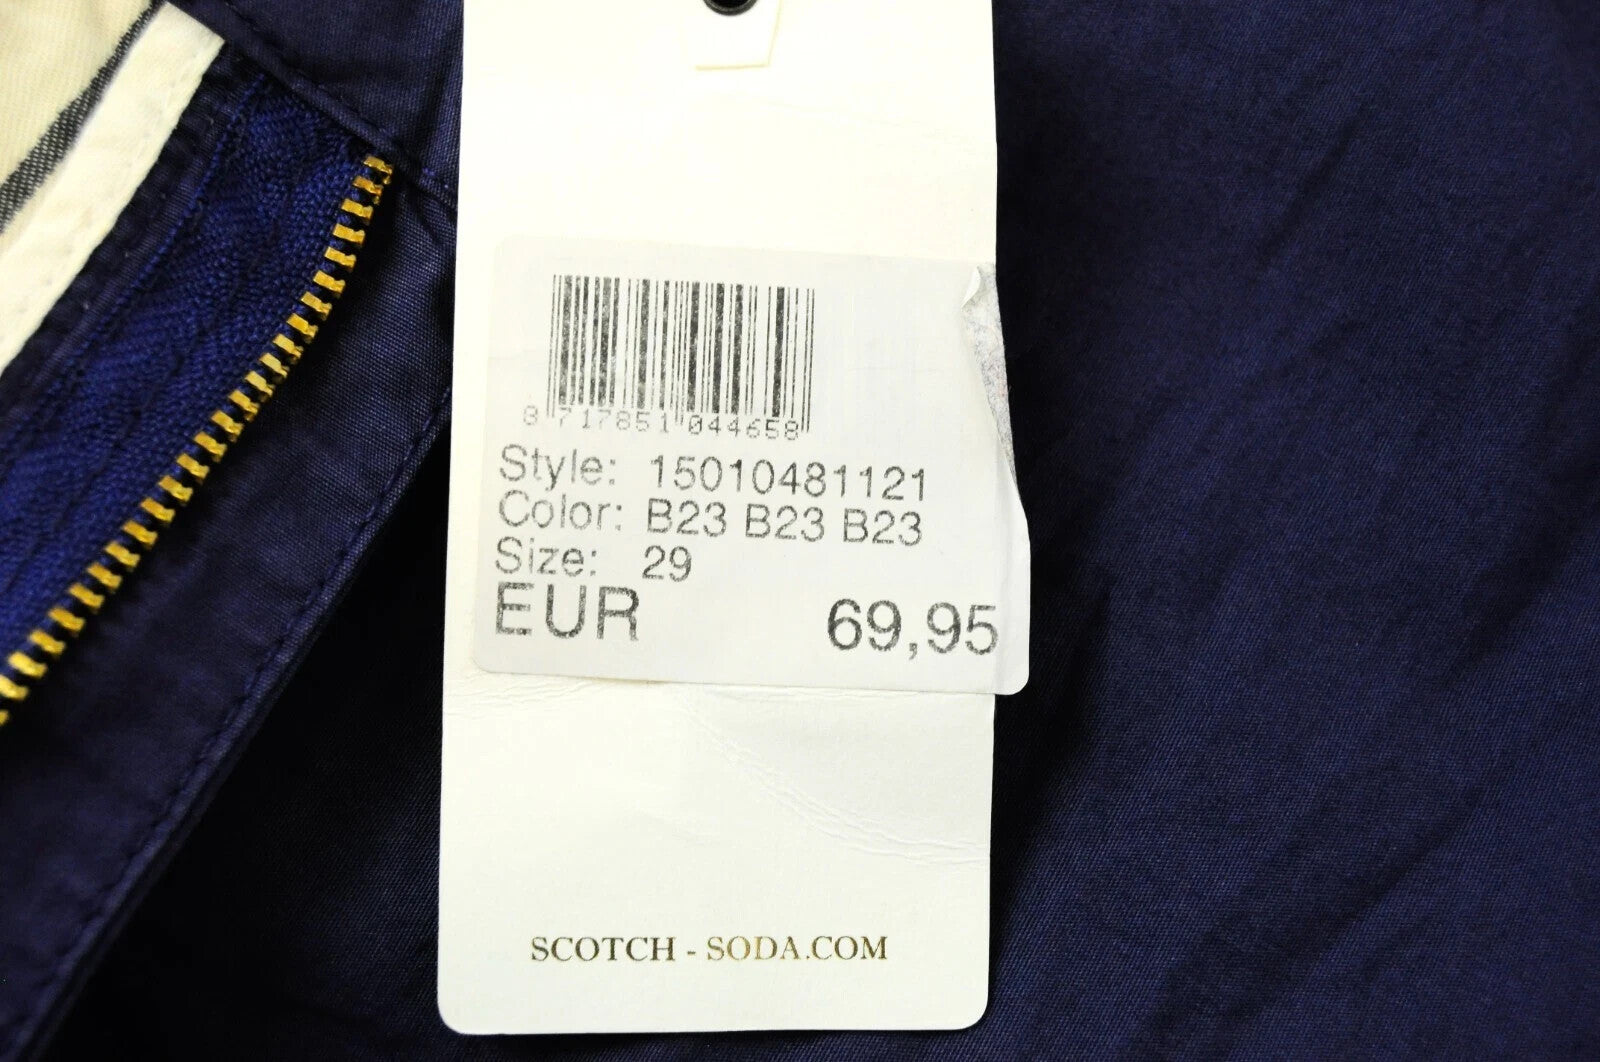 8 717851 044658
Style: 15010481121
Color: B23 B23 B23
Size: 29
EUR 69,95
SCOTCH - SODA.COM